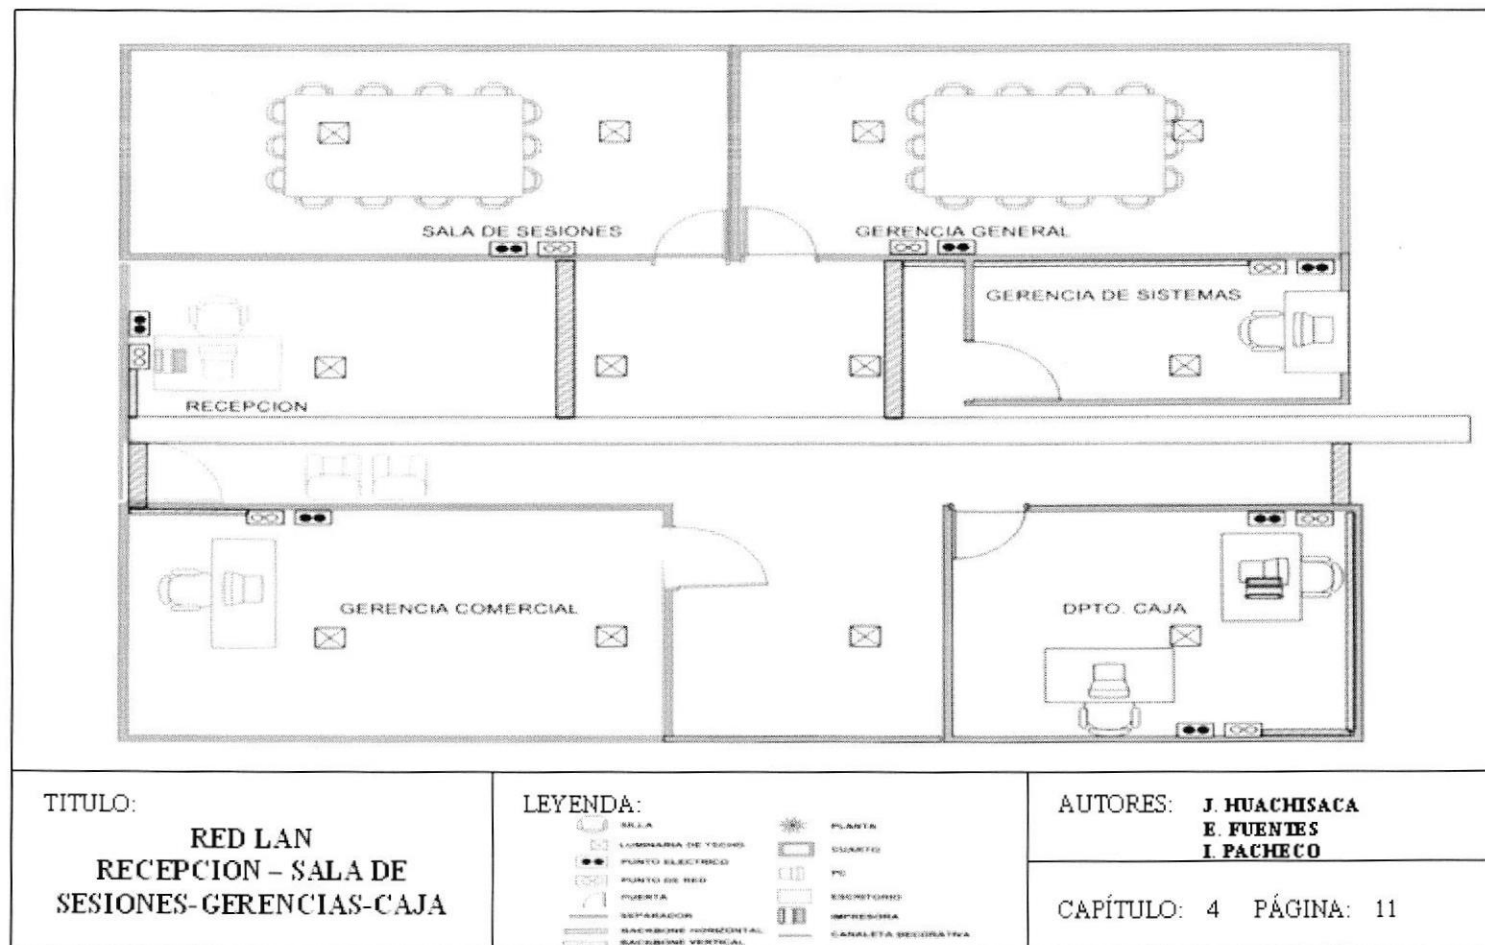 SALA DE SESIONES
GERENCIA GENERAL
GERENCIA DE SISTEMAS
RECEPCION
GERENCIA COMERCIAL
DPTO. CAJA
TITULO:
RED LAN
RECEPCION – SALA DE
SESIONES-GERENCIAS-CAJA
LEYENDA:
SILLA
LUMINARIA DE TECHO
PUNTO ELECTRICO
PUNTO DE RED
PUERTA
SEPARADOR
BACKBONE HORIZONTAL
BACKBONE VERTICAL
PLANTA
CUARTO
PC
ESCRITORIO
IMPRESORA
CANALETA DECORATIVA
AUTORES: J. HUACHISACA
E. FUENTES
I. PACHECO
CAPÍTULO: 4 PÁGINA: 11